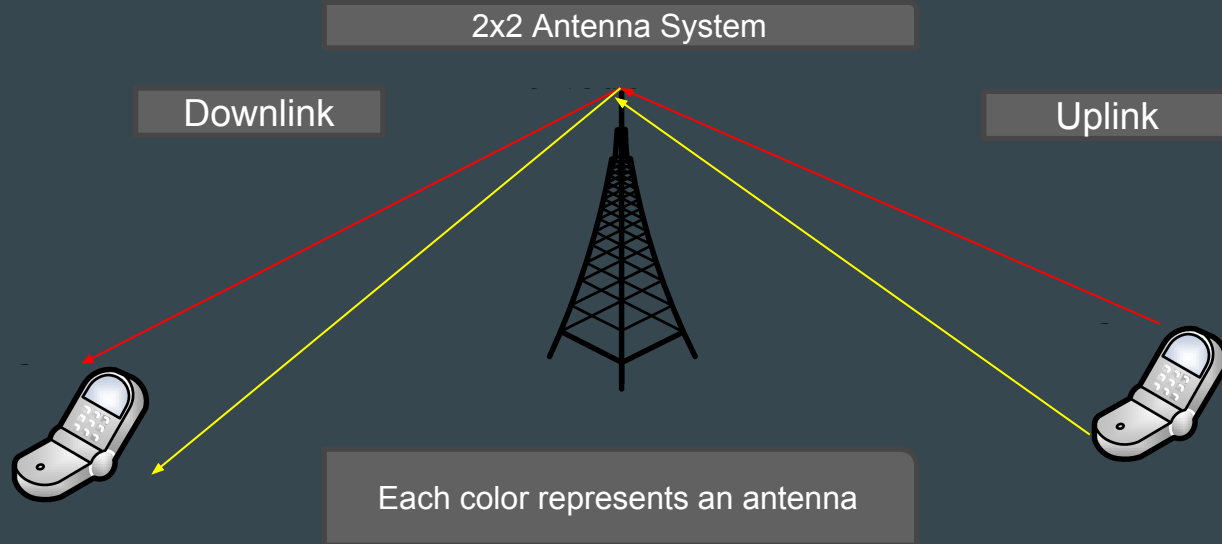 2x2 Antenna System
Downlink
Uplink
Each color represents an antenna